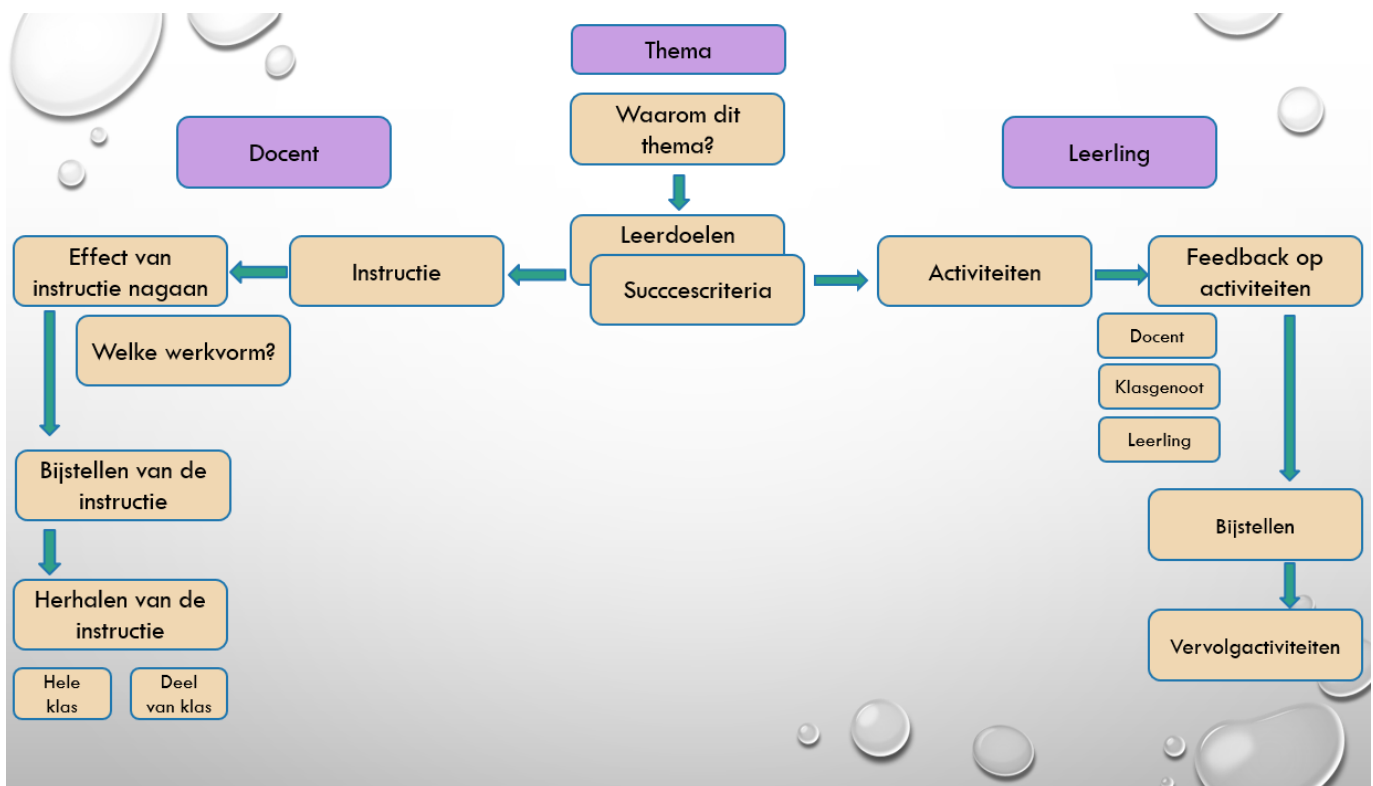 Thema
Waarom dit
thema?
Docent
Leerling
Leerdoelen
Succcescriteria
Effect van
instructie nagaan
Instructie
Activiteiten
Feedback op
activiteiten
Welke werkvorm?
Docent
Klasgenoot
Leerling
Bijstellen van de
instructie
Bijstellen
Herhalen van de
instructie
Vervolgactiviteiten
Hele
klas
Deel
van klas